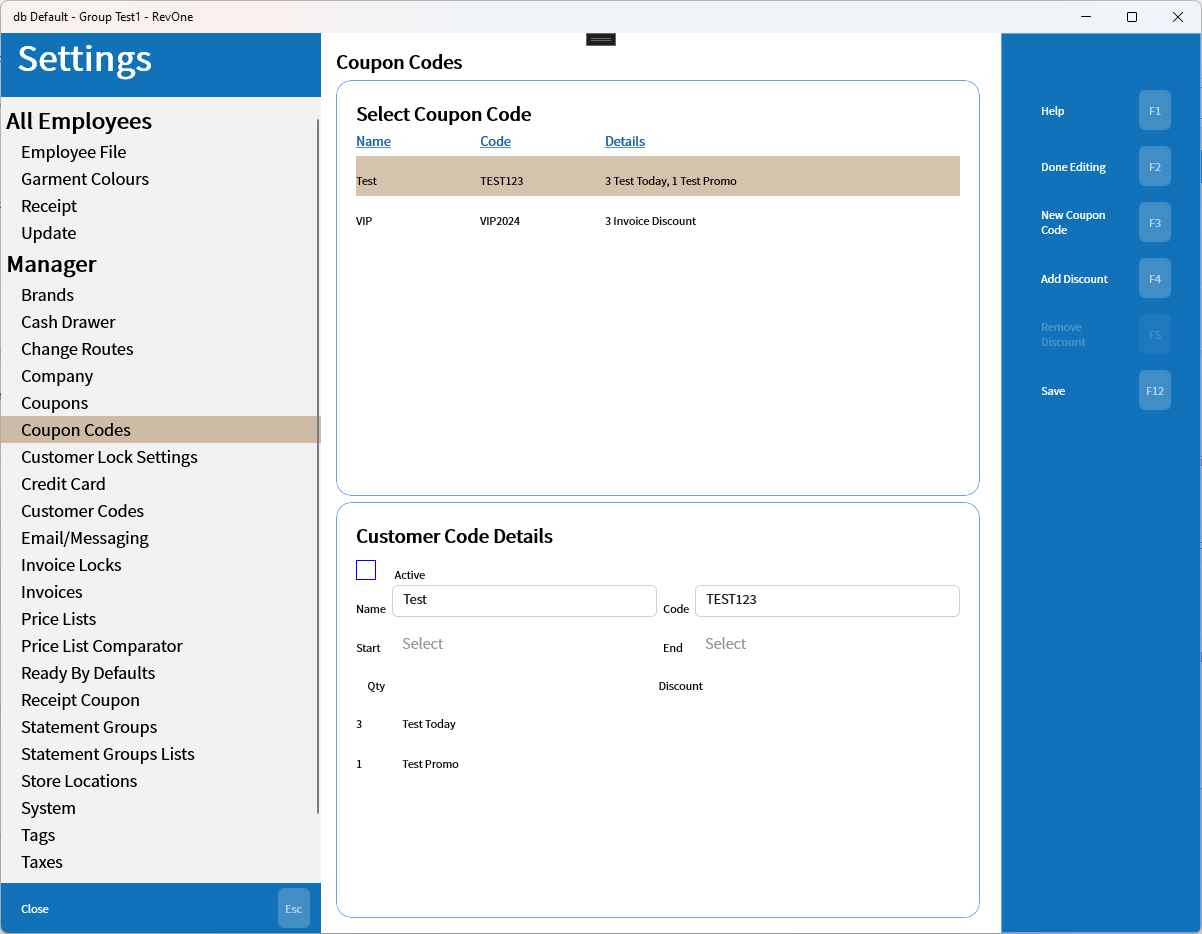 db Default - Group Test1 - RevOne
Settings
All Employees
Employee File
Garment Colours
Receipt
Update
Manager
Brands
Cash Drawer
Change Routes
Company
Coupons
Coupon Codes
Customer Lock Settings
Credit Card
Customer Codes
Email/Messaging
Invoice Locks
Invoices
Price Lists
Price List Comparator
Ready By Defaults
Receipt Coupon
Statement Groups
Statement Groups Lists
Store Locations
System
Tags
Taxes
Close Esc
Coupon Codes
Select Coupon Code
Name Code Details
Test TEST123 3 Test Today, 1 Test Promo
VIP VIP2024 3 Invoice Discount
Customer Code Details
Active
Name Test Code TEST123
Start Select End Select
Qty Discount
3 Test Today
1 Test Promo
Help F1
Done Editing F2
New Coupon
Code F3
Add Discount F4
Remove
Discount F5
Save F12